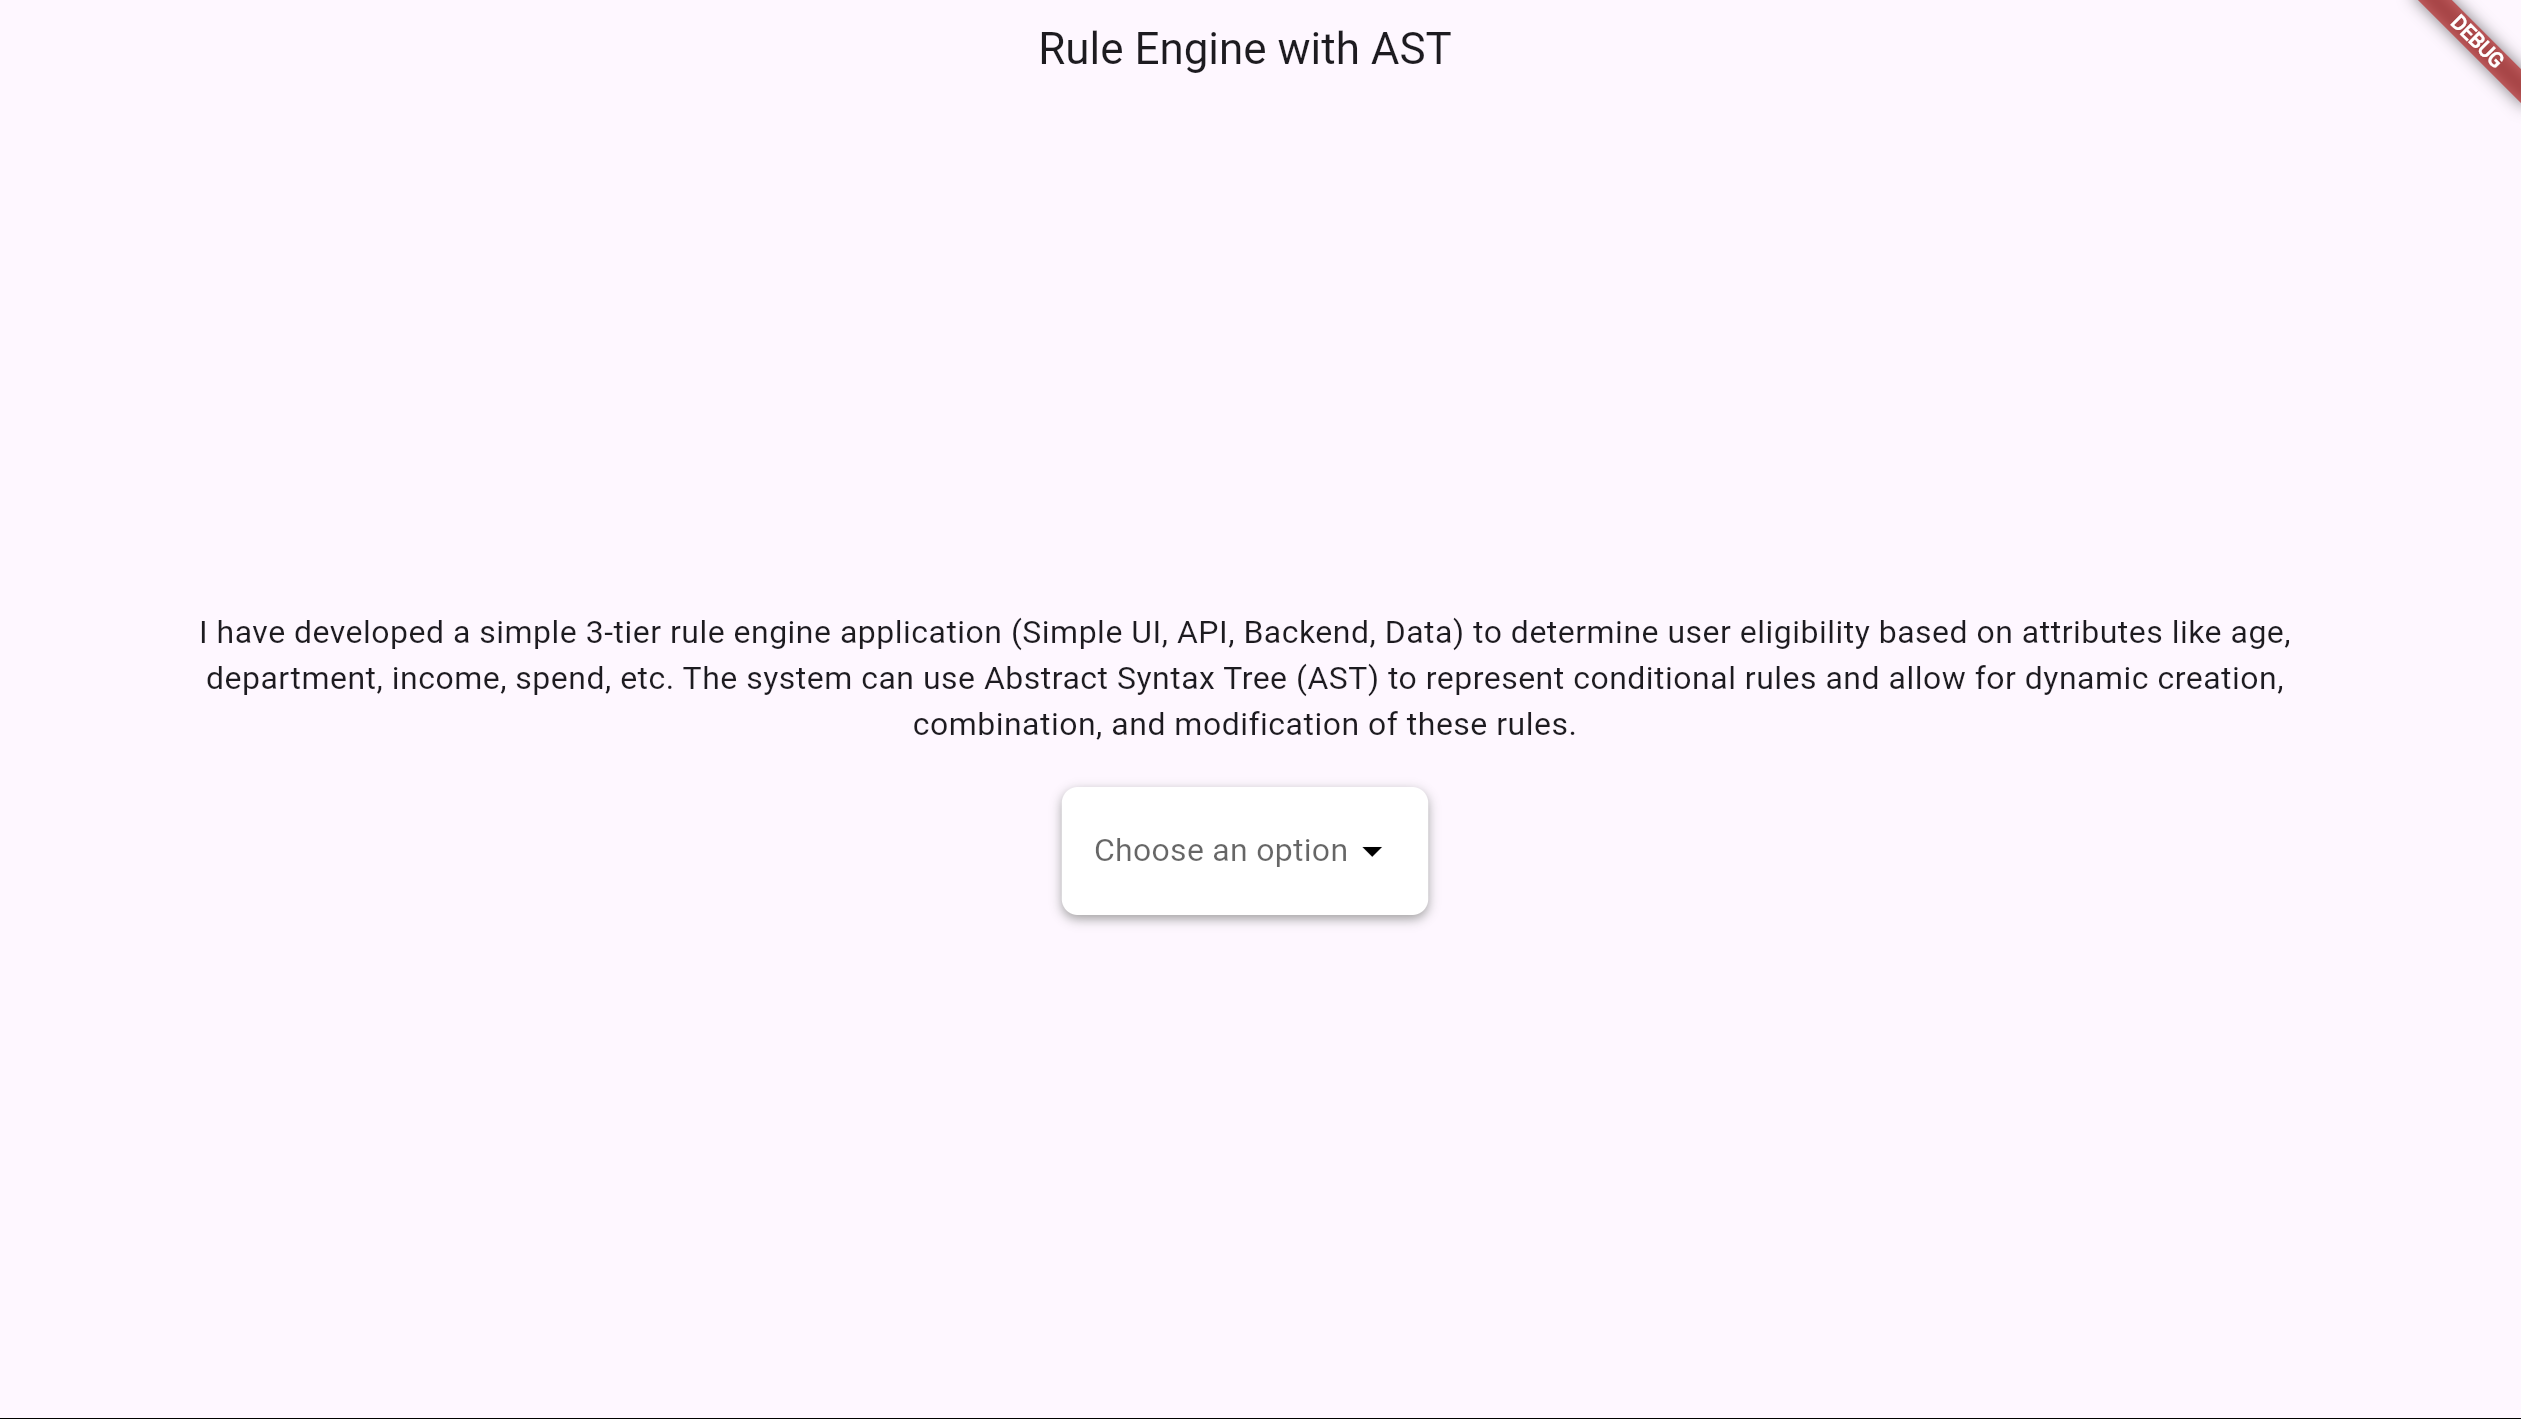 Rule Engine with AST
DEBUG
I have developed a simple 3-tier rule engine application (Simple UI, API, Backend, Data) to determine user eligibility based on attributes like age,
department, income, spend, etc. The system can use Abstract Syntax Tree (AST) to represent conditional rules and allow for dynamic creation,
combination, and modification of these rules.
Choose an option